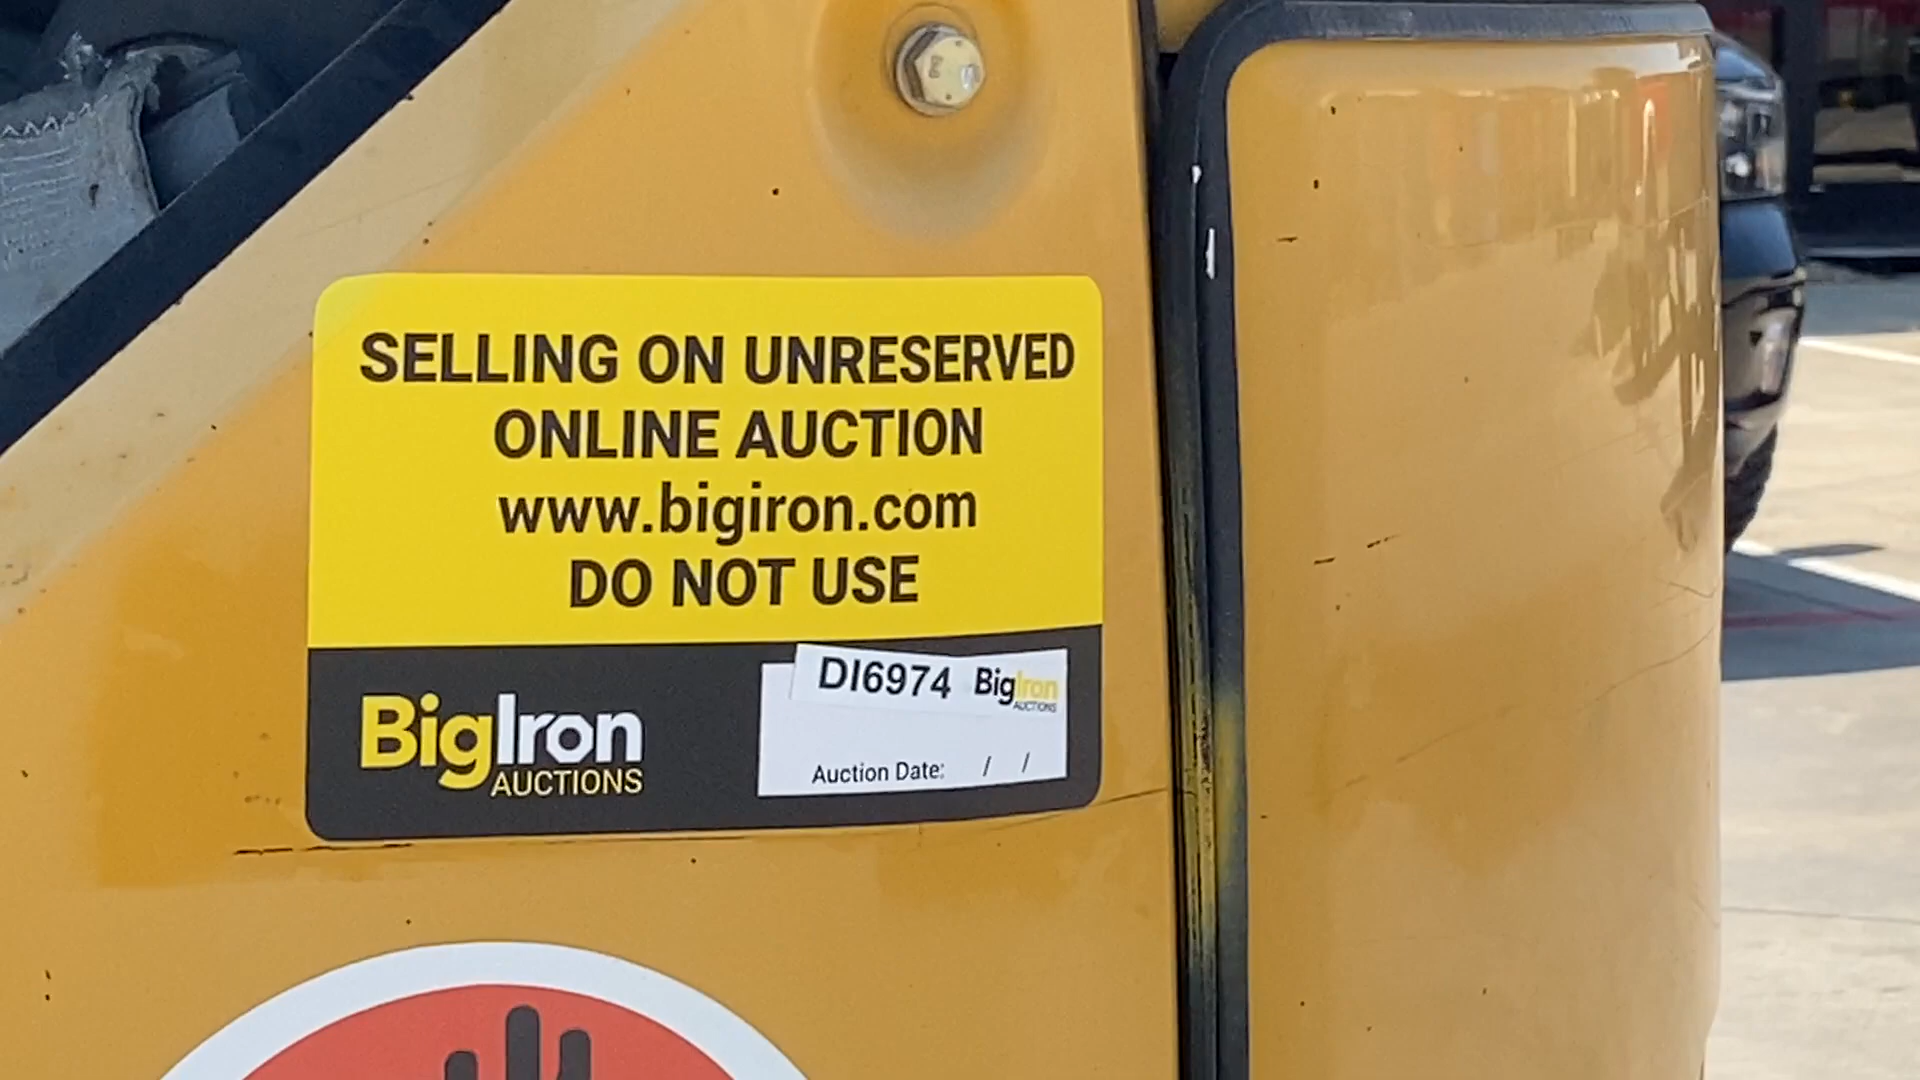 SELLING ON UNRESERVED
ONLINE AUCTION
www.bigiron.com
DO NOT USE
BigIron
AUCTIONS
DI6974 BigIron
AUCTIONS
Auction Date: / /